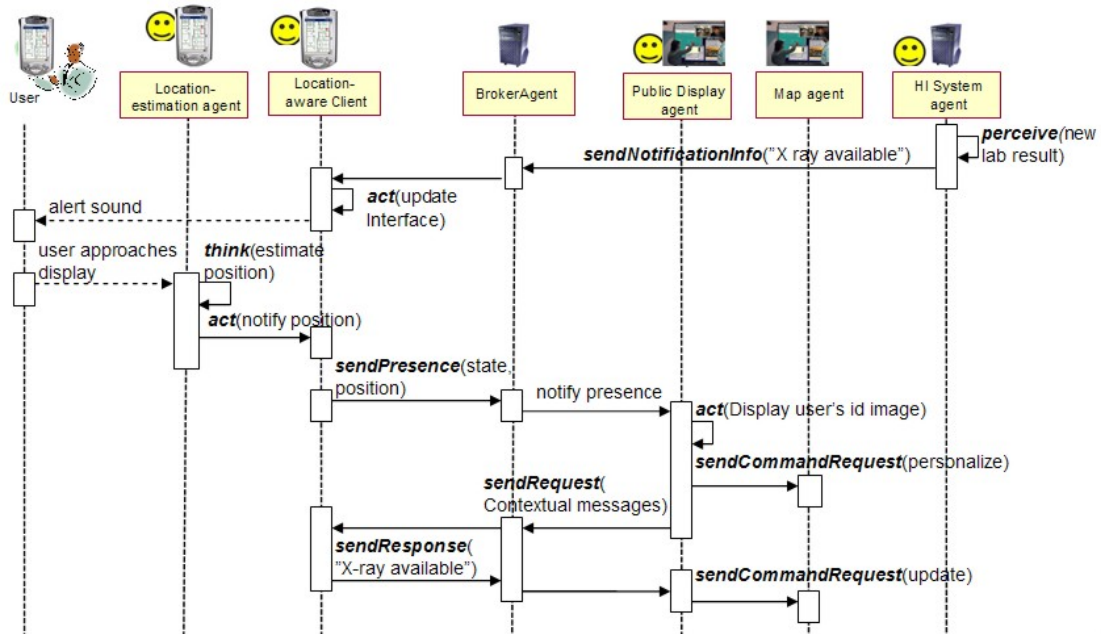 User
Location-
estimation agent
Location-
aware Client
BrokerAgent
Public Display
agent
Map agent
HI System
agent
perceive(new
lab result)
sendNotificationInfo("X ray available")
act(update
Interface)
alert sound
user approaches
display
think(estimate
position)
act(notify position)
sendPresence(state,
position)
notify presence
act(Display user's id image)
sendCommandRequest(personalize)
sendRequest(
Contextual messages)
sendResponse(
"X-ray available")
sendCommandRequest(update)